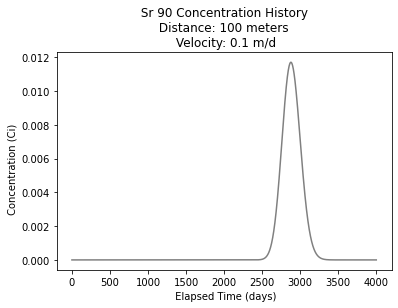 Sr 90 Concentration History
Distance: 100 meters
Velocity: 0.1 m/d
0.012
0.010
0.008
0.006
0.004
0.002
0.000
Concentration (Ci)
0 500 1000 1500 2000 2500 3000 3500 4000
Elapsed Time (days)